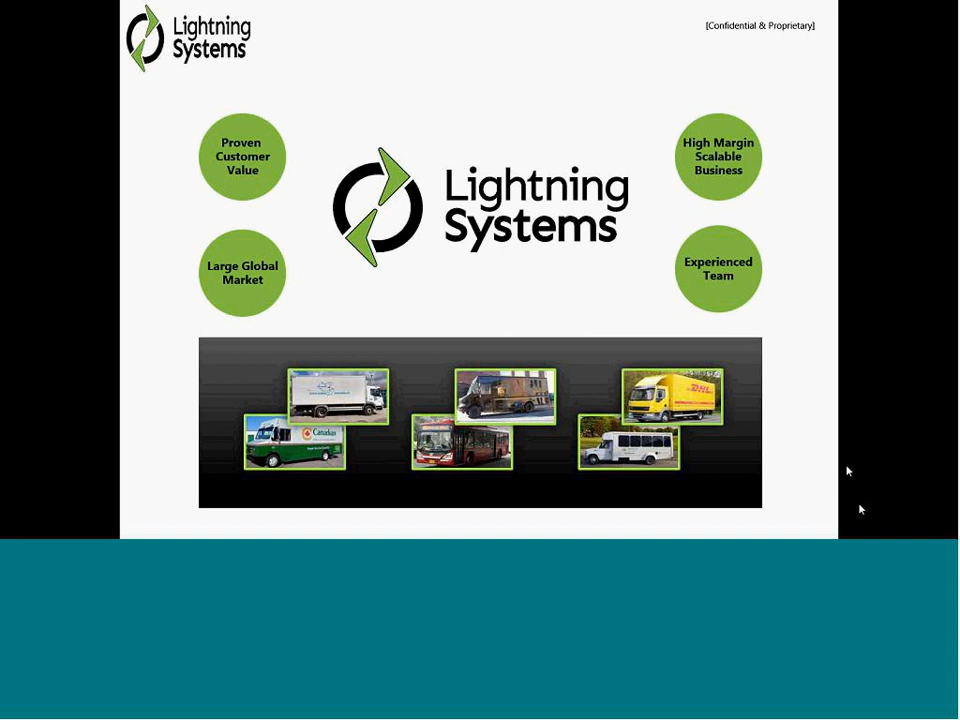 Lightning
Systems
[Confidential & Proprietary]
Proven
Customer
Value
High Margin
Scalable
Business
Lightning
Systems
Large Global
Market
Experienced
Team
DHL
Canadian